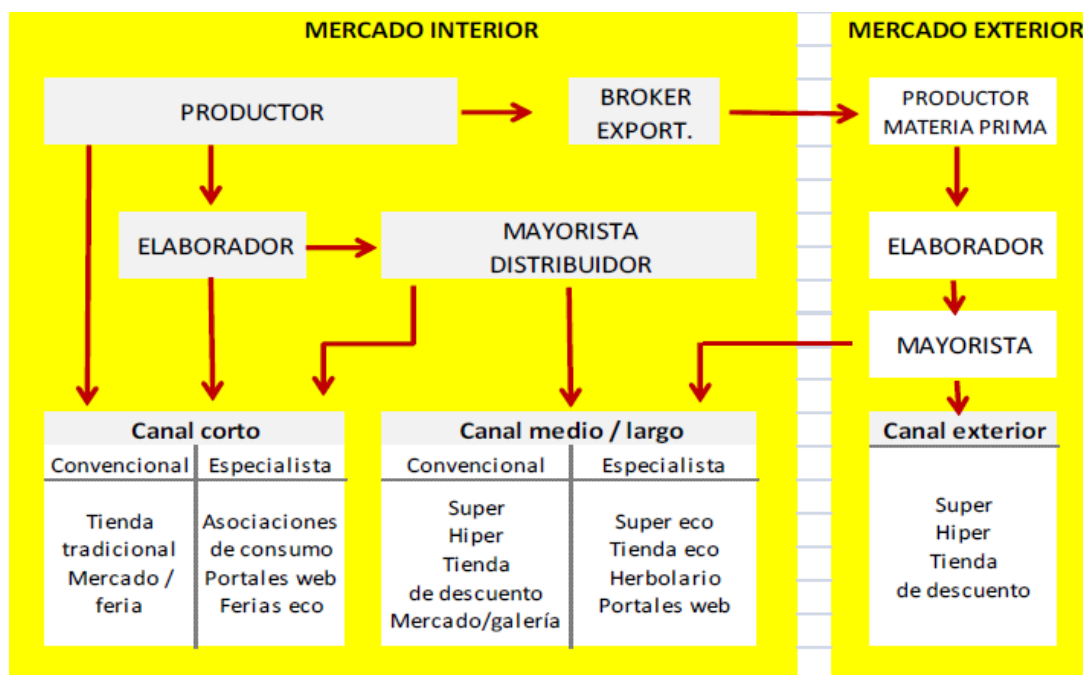 MERCADO INTERIOR
MERCADO EXTERIOR
PRODUCTOR
BROKER
EXPORT.
PRODUCTOR
MATERIA PRIMA
ELABORADOR
MAYORISTA
DISTRIBUIDOR
ELABORADOR
MAYORISTA
Canal corto
Convencional
Tienda
tradicional
Mercado /
feria
Especialista
Asociaciones
de consumo
Portales web
Ferias eco
Canal medio / largo
Convencional
Super
Hiper
Tienda
de descuento
Mercado/galería
Especialista
Super eco
Tienda eco
Herbolario
Portales web
Canal exterior
Super
Hiper
Tienda
de descuento